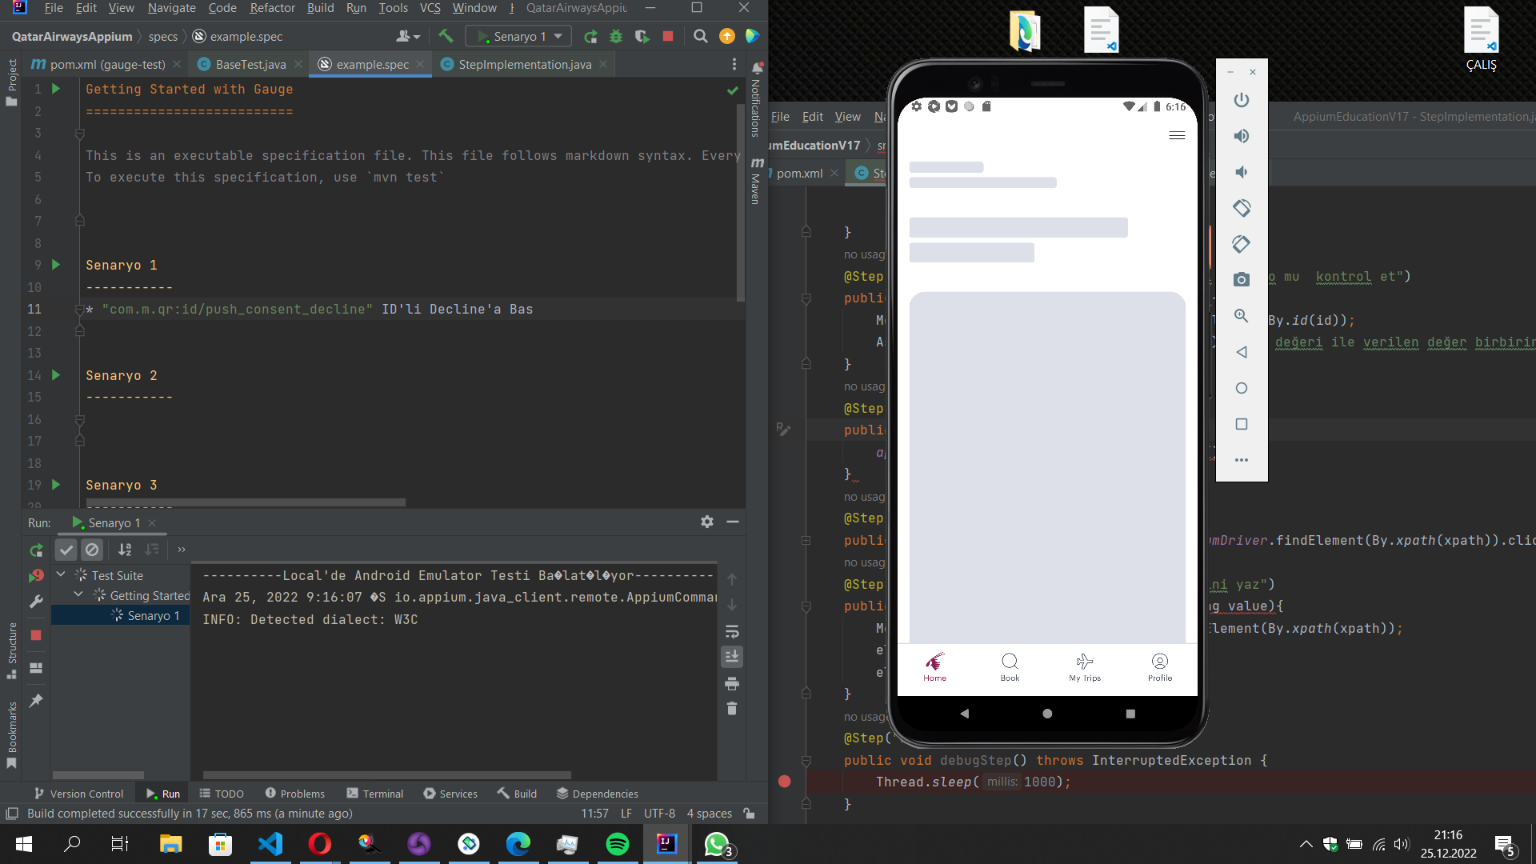 File Edit View Navigate Code Refactor Build Run Tools VCS Window QatarAirwaysAppiu
QatarAirwaysAppium specs example.spec Senaryo 1
pom.xml (gauge-test) BaseTest.java example.spec StepImplementation.java
Project
Notifications
Maven
Structure
Bookmarks
1 Getting Started with Gauge
2 ==========================
3
4 This is an executable specification file. This file follows markdown syntax. Every
5 To execute this specification, use `mvn test`
6
7
8
9 Senaryo 1
10 -----------
11 * "com.m.qr:id/push_consent_decline" ID'li Decline'a Bas
12
13
14 Senaryo 2
15 -----------
16
17
18
19 Senaryo 3
20 -----------
Run: Senaryo 1
Test Suite
Getting Started
Senaryo 1
----------Local'de Android Emulator Testi Ba�lat�l�yor----------
Ara 25, 2022 9:16:07 �S io.appium.java_client.remote.AppiumComma
INFO: Detected dialect: W3C
Version Control Run TODO Problems Terminal Services Build Dependencies
Build completed successfully in 17 sec, 865 ms (a minute ago) 11:57 LF UTF-8 4 spaces
ÇALIŞ
File Edit View Na
AppiumEducationV17 - StepImplementation.j
umEducationV17
pom.xml St
}
no usag
@Step o mu kontrol et")
publi
M By.id(id));
A değeri ile verilen değer birbirin
}
no usag
@Step
publi
a
}
no usag
@Step
publi umDriver.findElement(By.xpath(xpath)).clic
no usag
@Step ni yaz")
publi g value){
M Element(By.xpath(xpath));
e
e
}
no usag
@Step("
public void debugStep() throws InterruptedException {
Thread.sleep( millis: 1000);
}
6:16
Home Book My Trips Profile
3
21:16
25.12.2022
5